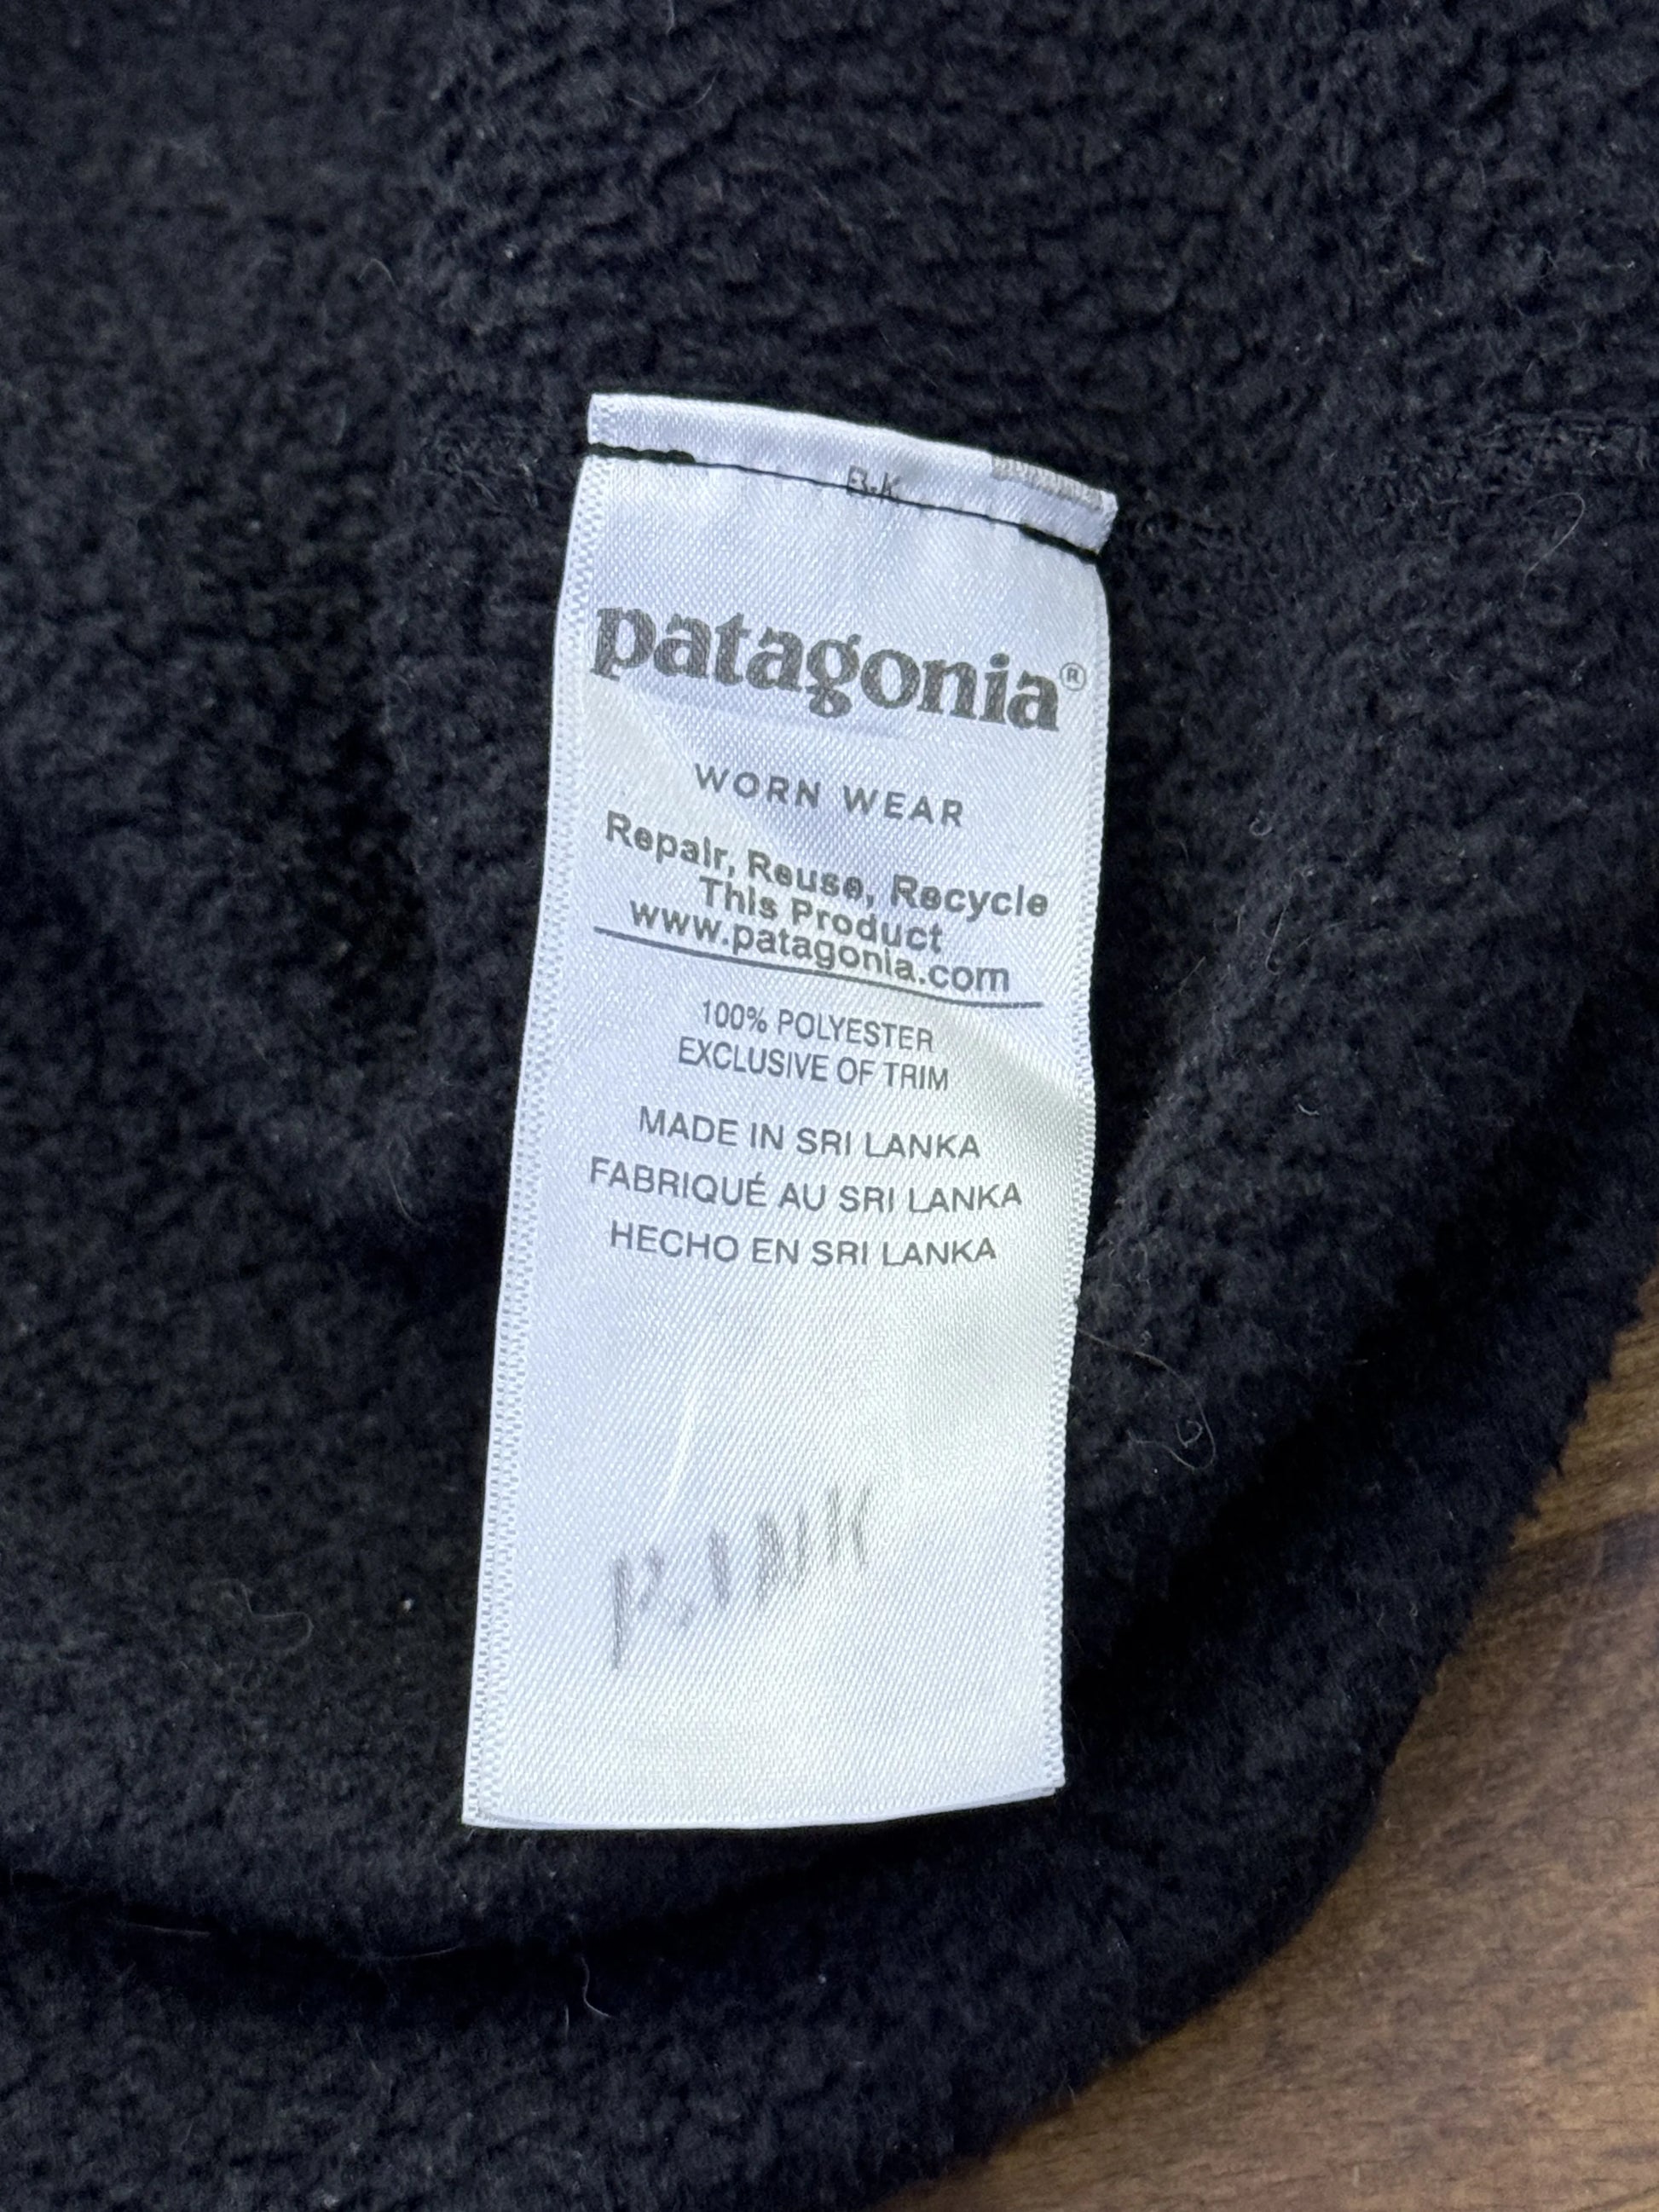 patagonia®
WORN WEAR
Repair, Reuse, Recycle
This Product
www.patagonia.com
100% POLYESTER
EXCLUSIVE OF TRIM
MADE IN SRI LANKA
FABRIQUÉ AU SRI LANKA
HECHO EN SRI LANKA